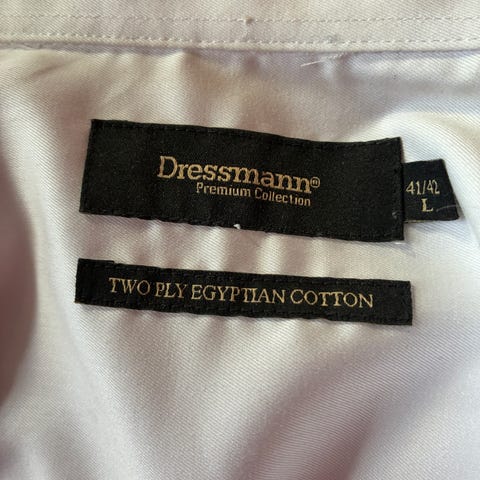 Dressmann®
Premium Collection
41/42
L
TWO PLY EGYPTIAN COTTON